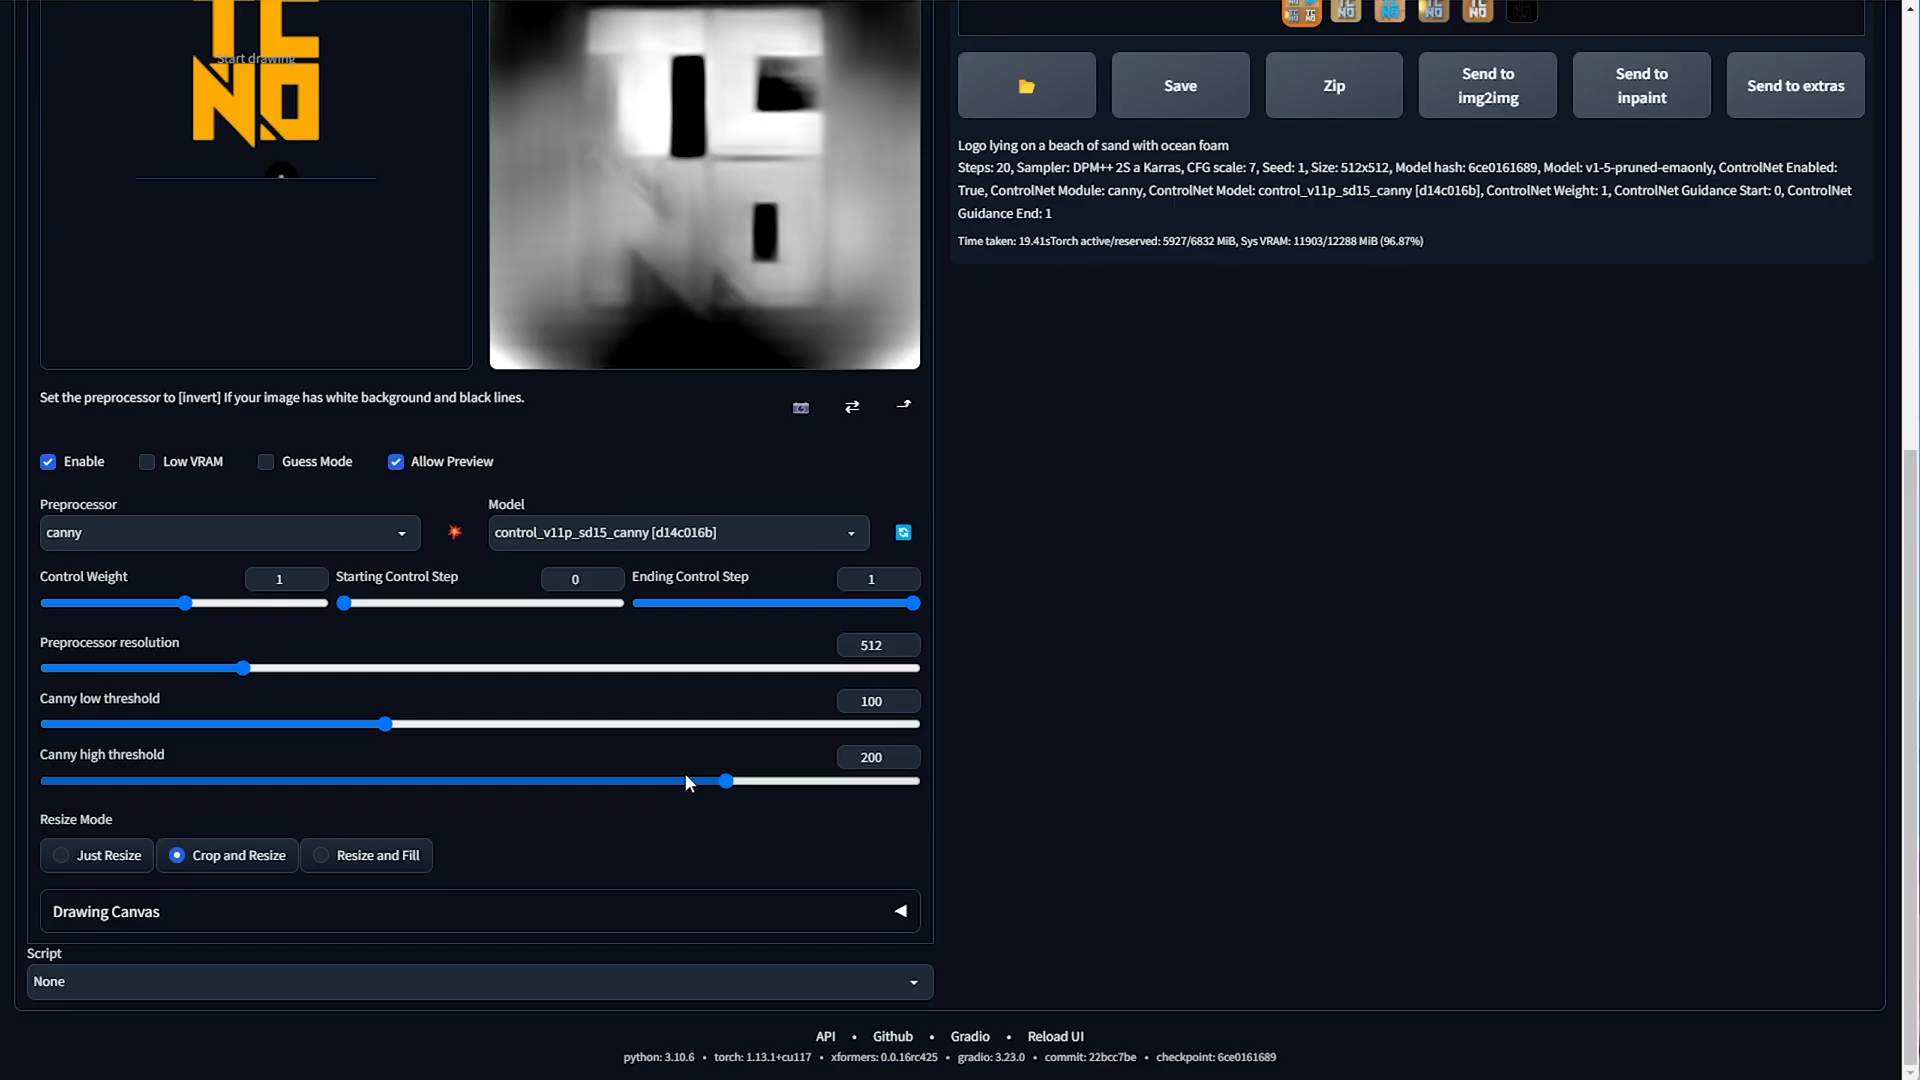 TC
Start drawing
NO
Save
Zip
Send to
img2img
Send to
inpaint
Send to extras
Logo lying on a beach of sand with ocean foam
Steps: 20, Sampler: DPM++ 2S a Karras, CFG scale: 7, Seed: 1, Size: 512x512, Model hash: 6ce0161689, Model: v1-5-pruned-emaonly, ControlNet Enabled:
True, ControlNet Module: canny, ControlNet Model: control_v11p_sd15_canny [d14c016b], ControlNet Weight: 1, ControlNet Guidance Start: 0, ControlNet
Guidance End: 1
Time taken: 19.41sTorch active/reserved: 5927/6832 MiB, Sys VRAM: 11903/12288 MiB (96.87%)
Set the preprocessor to [invert] If your image has white background and black lines.
Enable
Low VRAM
Guess Mode
Allow Preview
Preprocessor
Model
canny
control_v11p_sd15_canny [d14c016b]
Control Weight
1
Starting Control Step
0
Ending Control Step
1
Preprocessor resolution
512
Canny low threshold
100
Canny high threshold
200
Resize Mode
Just Resize
Crop and Resize
Resize and Fill
Drawing Canvas
Script
None
API • Github • Gradio • Reload UI
python: 3.10.6 • torch: 1.13.1+cu117 • xformers: 0.0.16rc425 • gradio: 3.23.0 • commit: 22bcc7be • checkpoint: 6ce0161689